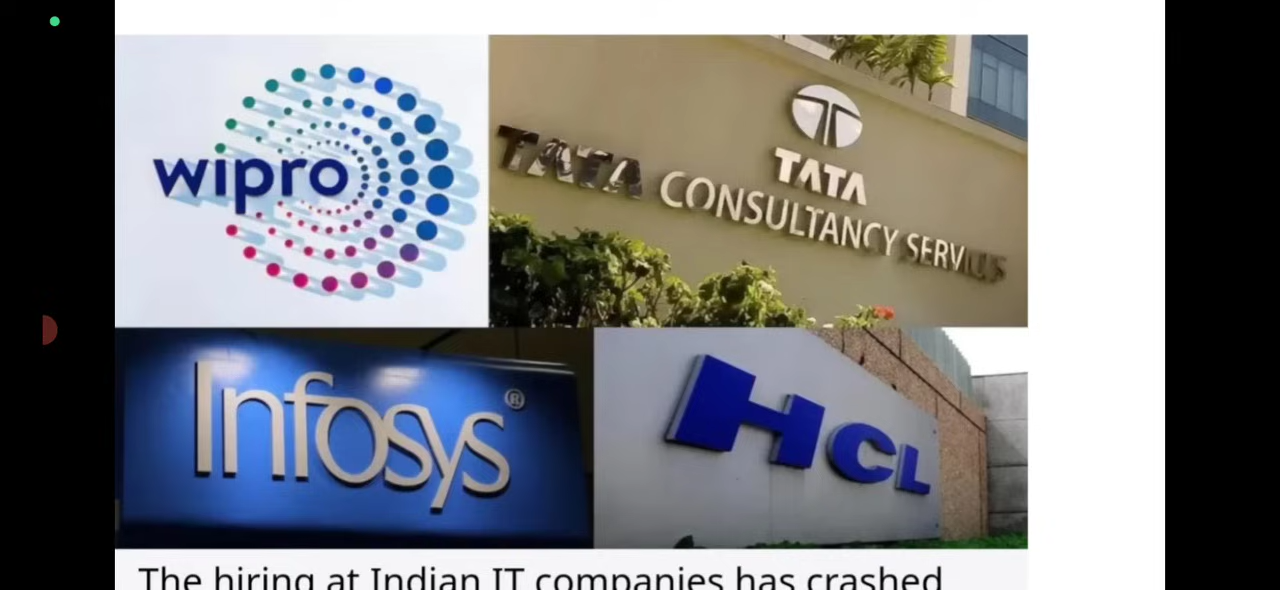 wipro
TATA
TATA CONSULTANCY SERVICES
Infosys®
HCL
The hiring at Indian IT companies has crashed